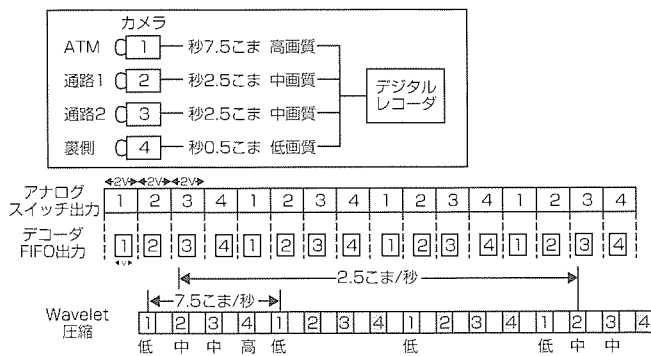 カメラ
ATM 1 秒7.5こま 高画質
通路1 2 秒2.5こま 中画質
通路2 3 秒2.5こま 中画質
裏側 4 秒0.5こま 低画質
デジタル
レコーダ
2V 2V 2V
アナログ
スイッチ出力
1 2 3 4 1 2 3 4 1 2 3 4 1 2 3 4
デコーダ
FIFO出力
1 2 3 4 1 2 3 4 1 2 3 4 1 2 3 4
V
2.5こま/秒
7.5こま/秒
Wavelet
圧縮
1 2 3 4 1 2 3 4 1 2 3 4 1 2 3 4
低 中 中 高 低 低 低 中 中